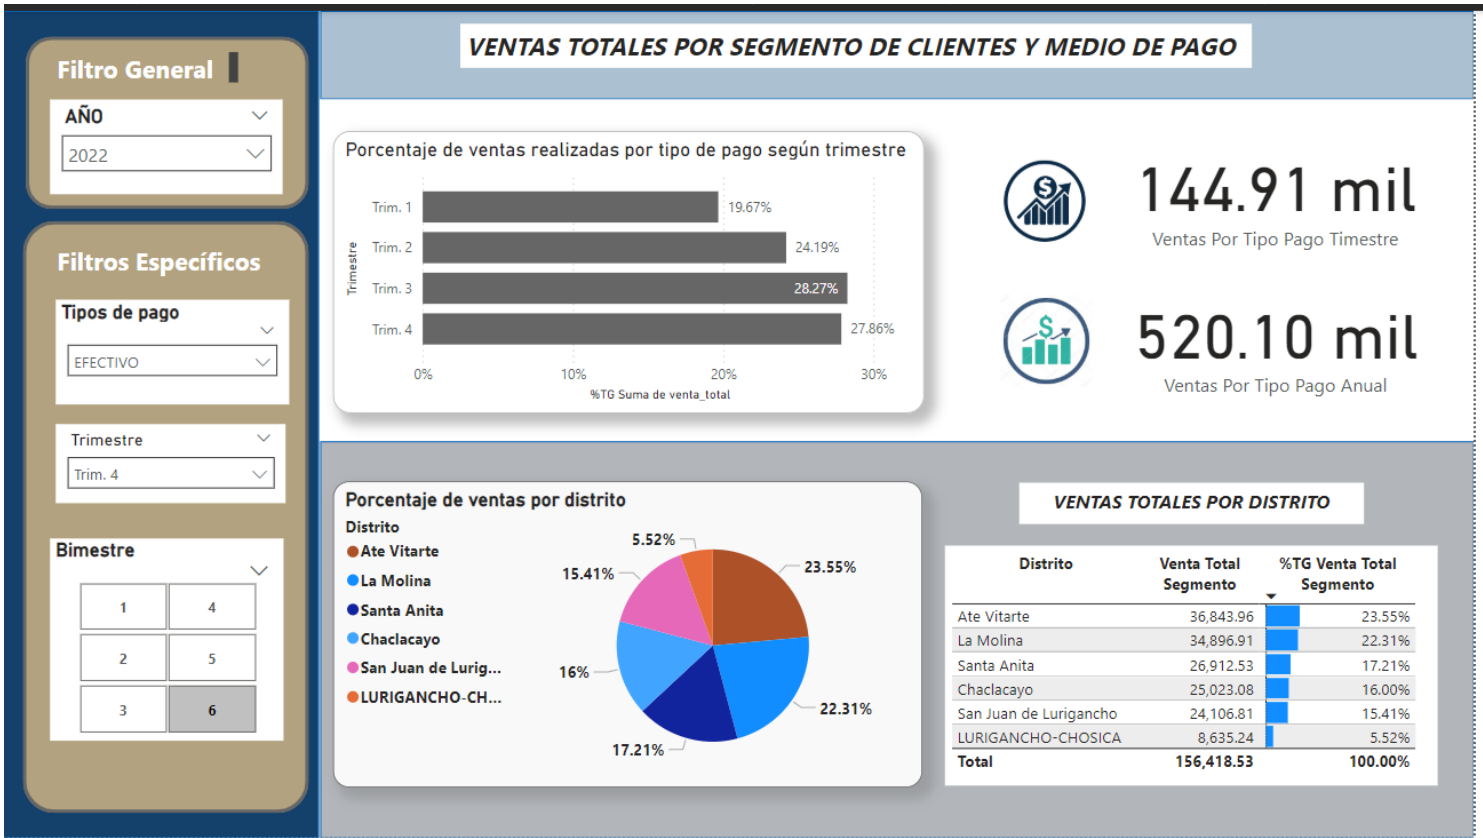 VENTAS TOTALES POR SEGMENTO DE CLIENTES Y MEDIO DE PAGO
Filtro General
AÑO
2022
Filtros Específicos
Tipos de pago
EFECTIVO
Trimestre
Trim. 4
Bimestre
1
4
2
5
3
6
Porcentaje de ventas realizadas por tipo de pago según trimestre
Trimestre
Trim. 1
19.67%
Trim. 2
24.19%
Trim. 3
28.27%
Trim. 4
27.86%
0%
10%
20%
30%
%TG Suma de venta_total
144.91 mil
Ventas Por Tipo Pago Timestre
520.10 mil
Ventas Por Tipo Pago Anual
Porcentaje de ventas por distrito
Distrito
Ate Vitarte
La Molina
Santa Anita
Chaclacayo
San Juan de Lurig...
LURIGANCHO-CH...
5.52%
23.55%
15.41%
16%
22.31%
17.21%
VENTAS TOTALES POR DISTRITO
Distrito Venta Total Segmento %TG Venta Total Segmento
Ate Vitarte 36,843.96 23.55%
La Molina 34,896.91 22.31%
Santa Anita 26,912.53 17.21%
Chaclacayo 25,023.08 16.00%
San Juan de Lurigancho 24,106.81 15.41%
LURIGANCHO-CHOSICA 8,635.24 5.52%
Total 156,418.53 100.00%